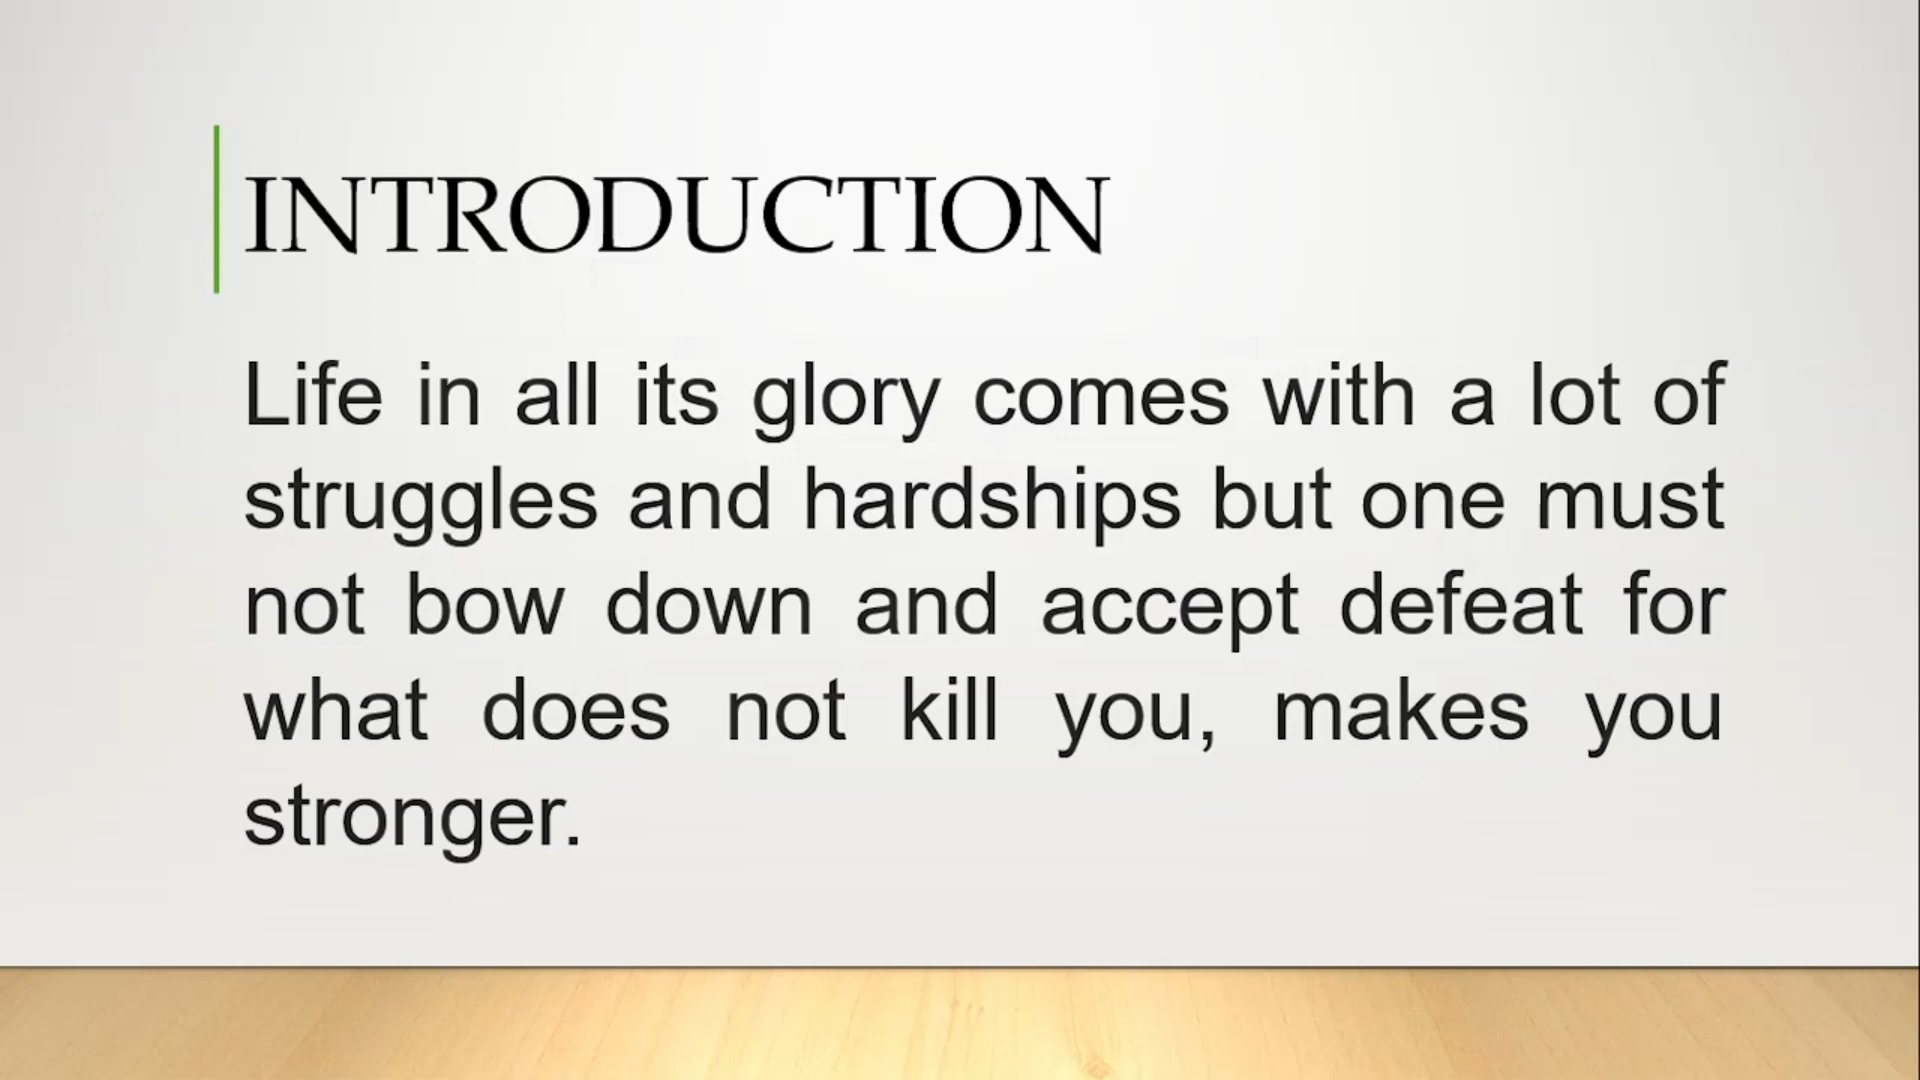 INTRODUCTION
Life in all its glory comes with a lot of
struggles and hardships but one must
not bow down and accept defeat for
what does not kill you, makes you
stronger.